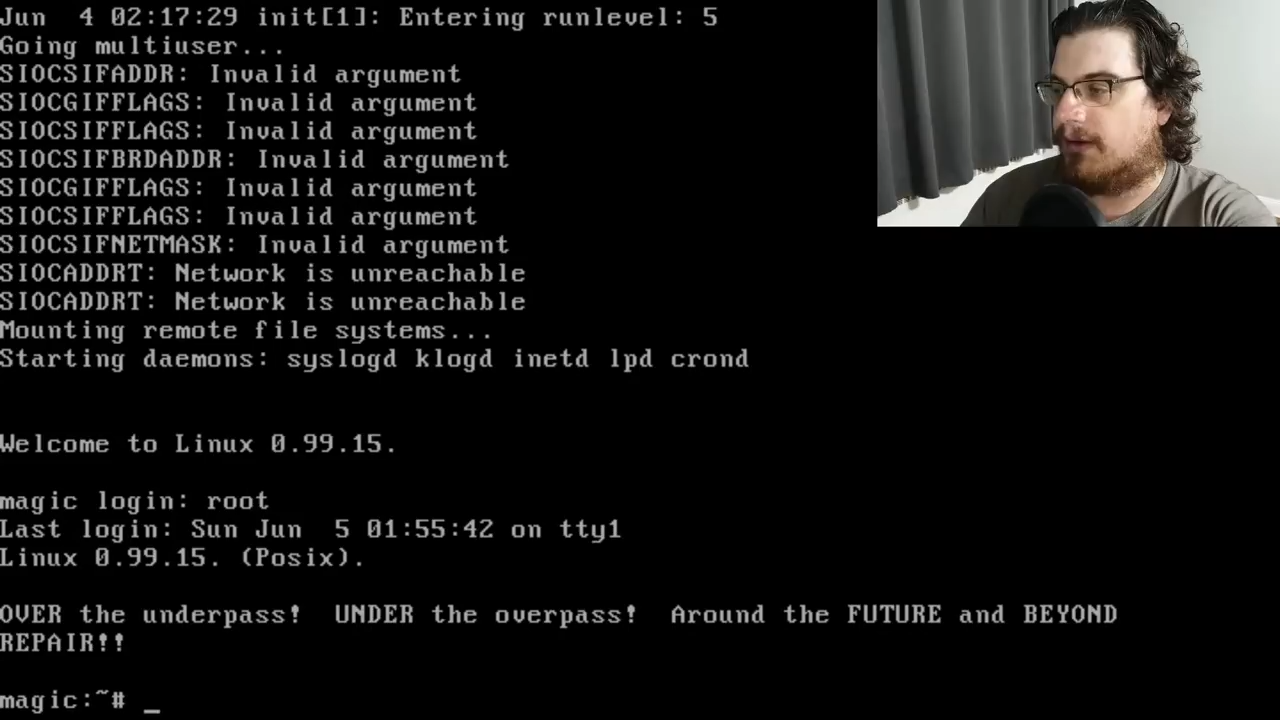 Jun  4 02:17:29 init[1]: Entering runlevel: 5
Going multiuser...
SIOCSIFADDR: Invalid argument
SIOCGIFFLAGS: Invalid argument
SIOCSIFFLAGS: Invalid argument
SIOCSIFBRDADDR: Invalid argument
SIOCGIFFLAGS: Invalid argument
SIOCSIFFLAGS: Invalid argument
SIOCSIFNETMASK: Invalid argument
SIOCADDRT: Network is unreachable
SIOCADDRT: Network is unreachable
Mounting remote file systems...
Starting daemons: syslogd klogd inetd lpd crond
Welcome to Linux 0.99.15.
magic login: root
Last login: Sun Jun  5 01:55:42 on tty1
Linux 0.99.15. (Posix).
OVER the underpass!  UNDER the overpass!  Around the FUTURE and BEYOND
REPAIR!!
magic:~# _